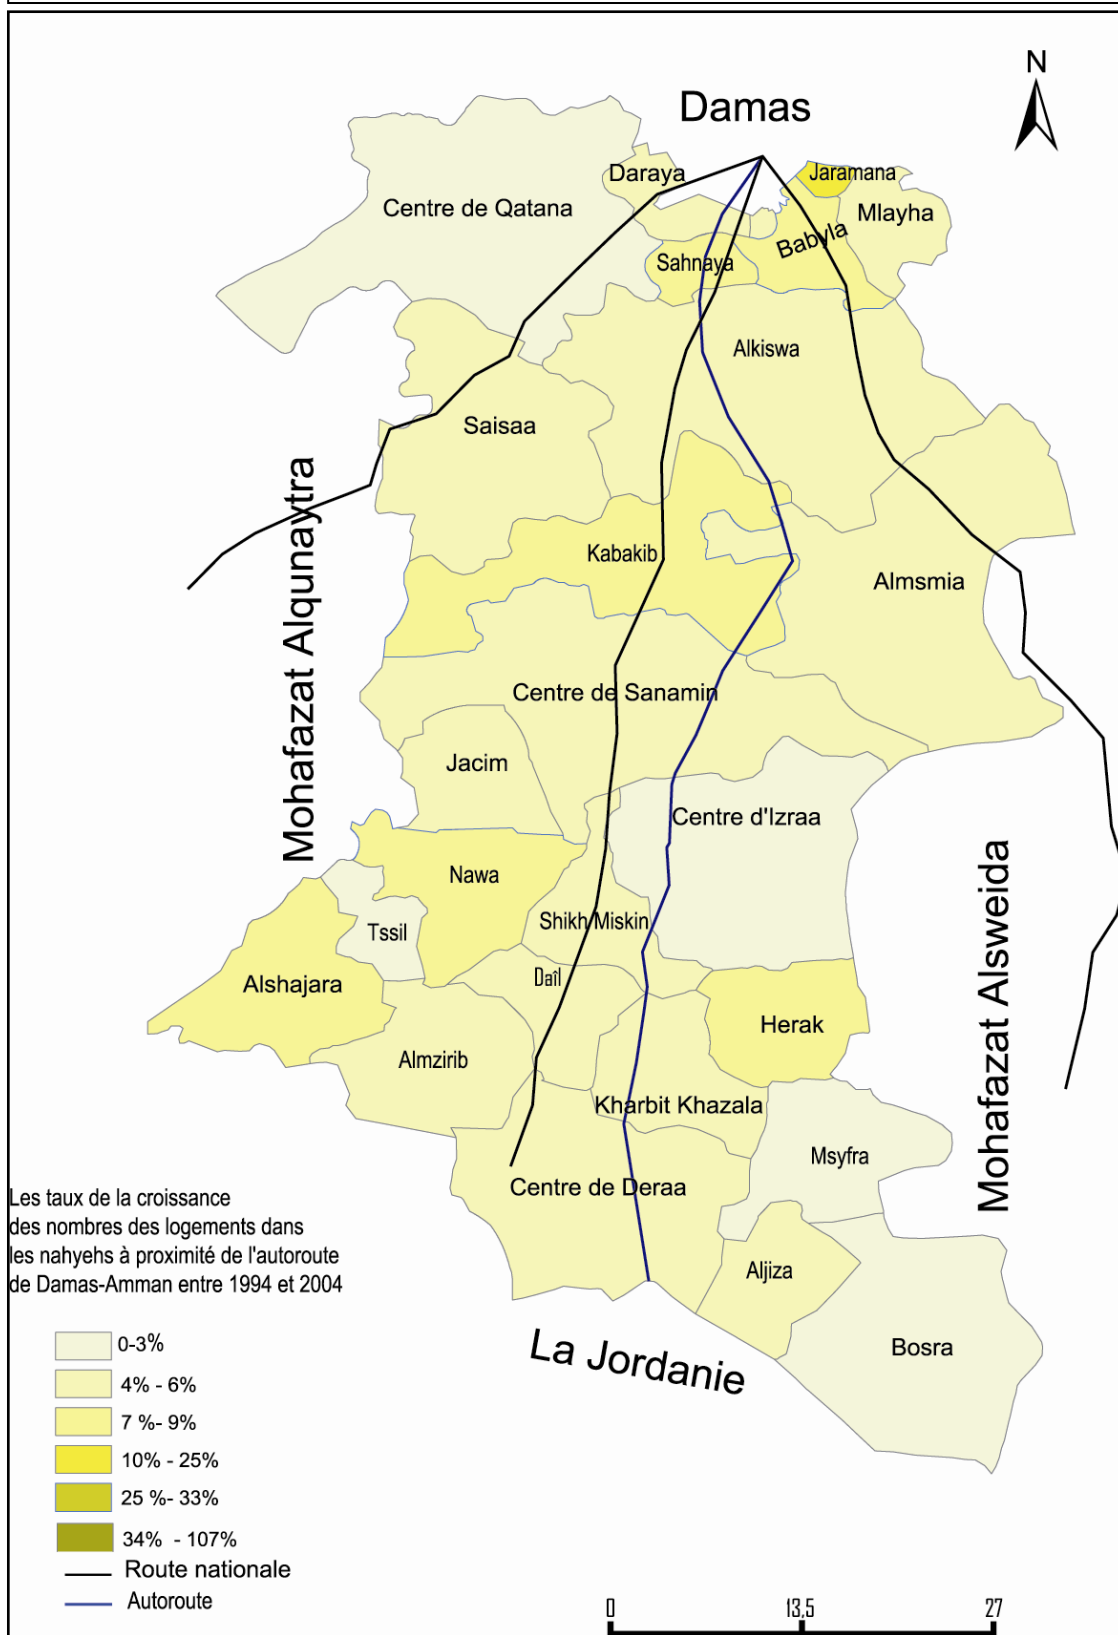 N
Damas
Daraya
Jaramana
Centre de Qatana
Mlayha
Babyla
Sahnaya
Alkiswa
Saisaa
Mohafazat Alqunaytra
Kabakib
Almsmia
Centre de Sanamin
Jacim
Centre d'Izraa
Nawa
Shikh Miskin
Tssil
Mohafazat Alsweida
Daîl
Alshajara
Herak
Almzirib
Kharbit Khazala
Msyfra
Centre de Deraa
Aljiza
Bosra
La Jordanie
Les taux de la croissance
des nombres des logements dans
les nahyehs à proximité de l'autoroute
de Damas-Amman entre 1994 et 2004
0-3%
4% - 6%
7 %- 9%
10% - 25%
25 %- 33%
34% - 107%
Route nationale
Autoroute
0 13,5 27